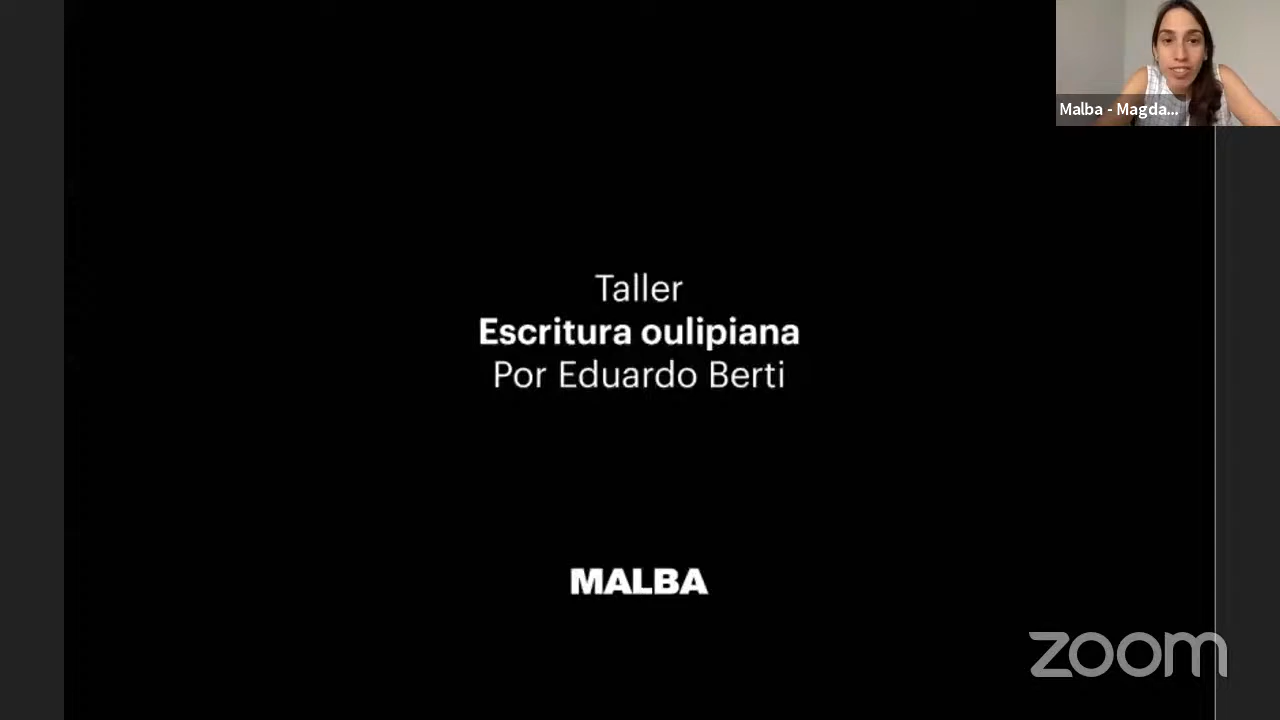 Malba - Magda...
Taller
Escritura oulipiana
Por Eduardo Berti
MALBA
zoom